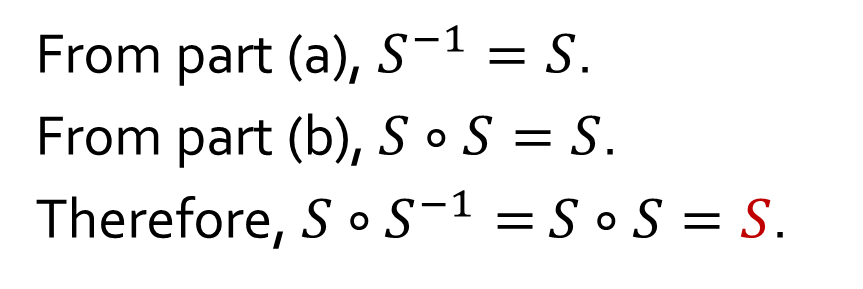 From part (a), 𝑆⁻¹ = 𝑆.
From part (b), 𝑆 ∘ 𝑆 = 𝑆.
Therefore, 𝑆 ∘ 𝑆⁻¹ = 𝑆 ∘ 𝑆 = 𝑆.